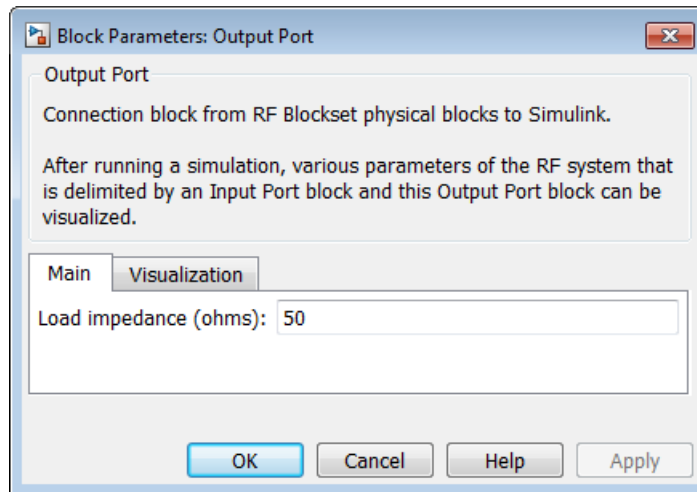 Block Parameters: Output Port
Output Port
Connection block from RF Blockset physical blocks to Simulink.
After running a simulation, various parameters of the RF system that
is delimited by an Input Port block and this Output Port block can be
visualized.
Main Visualization
Load impedance (ohms): 50
OK Cancel Help Apply